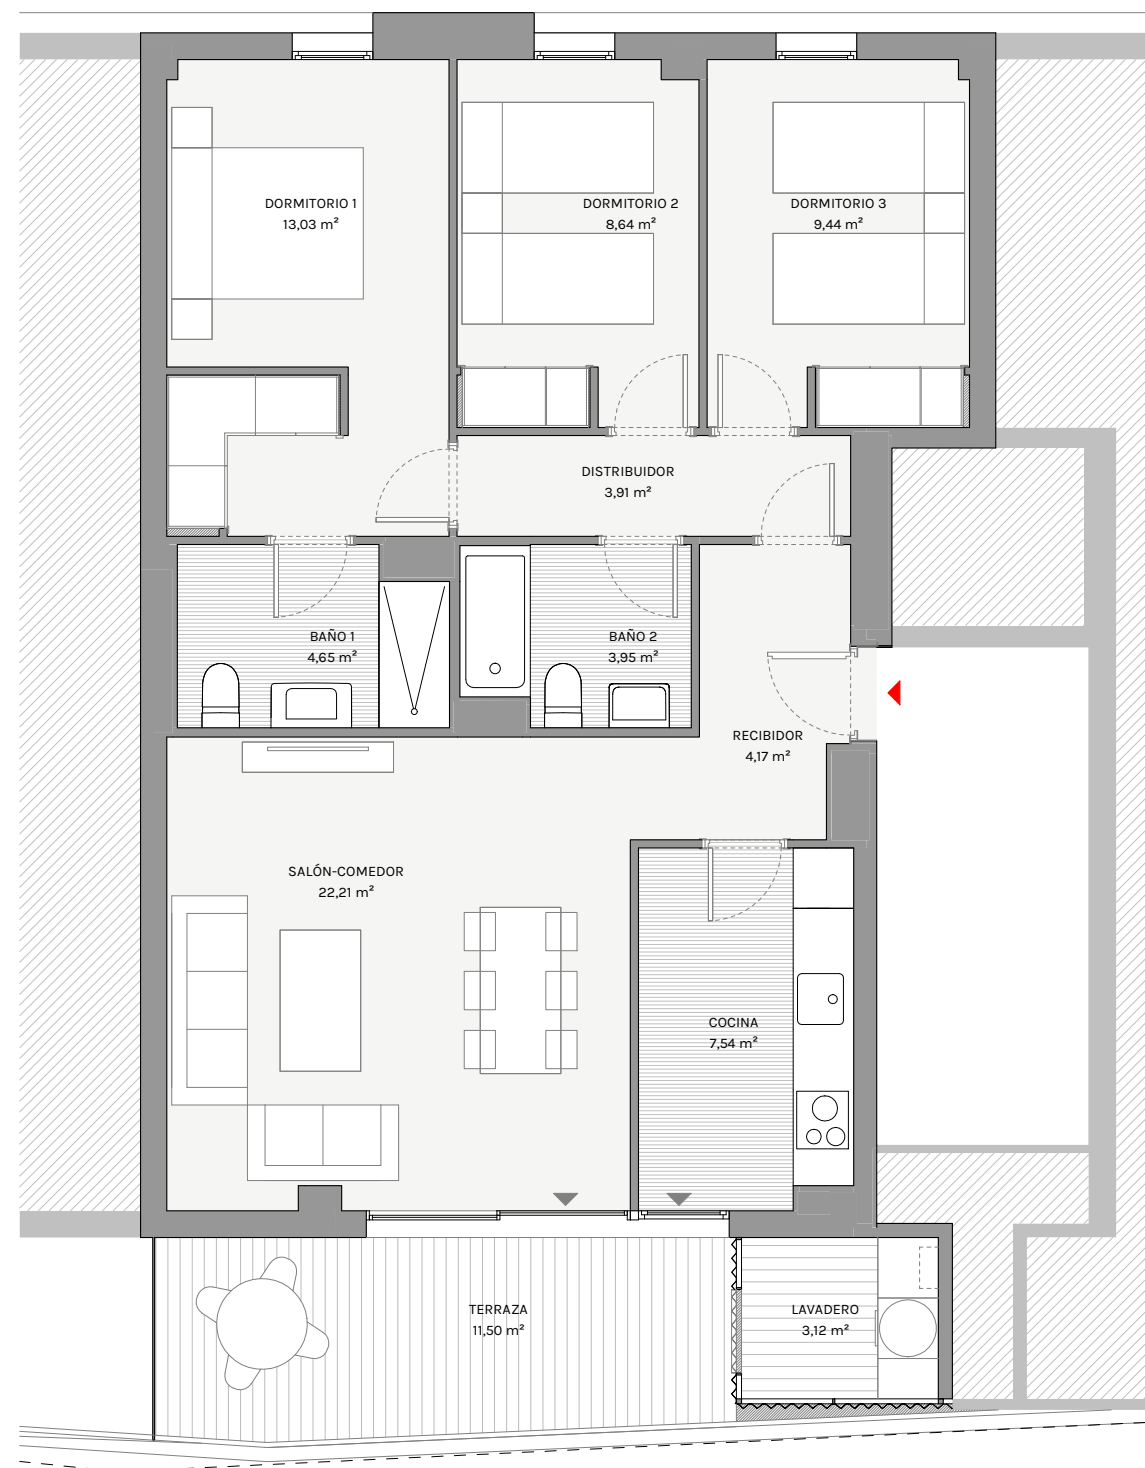 DORMITORIO 1
13,03 m²
DORMITORIO 2
8,64 m²
DORMITORIO 3
9,44 m²
DISTRIBUIDOR
3,91 m²
BAÑO 1
4,65 m²
BAÑO 2
3,95 m²
RECIBIDOR
4,17 m²
SALÓN-COMEDOR
22,21 m²
COCINA
7,54 m²
TERRAZA
11,50 m²
LAVADERO
3,12 m²